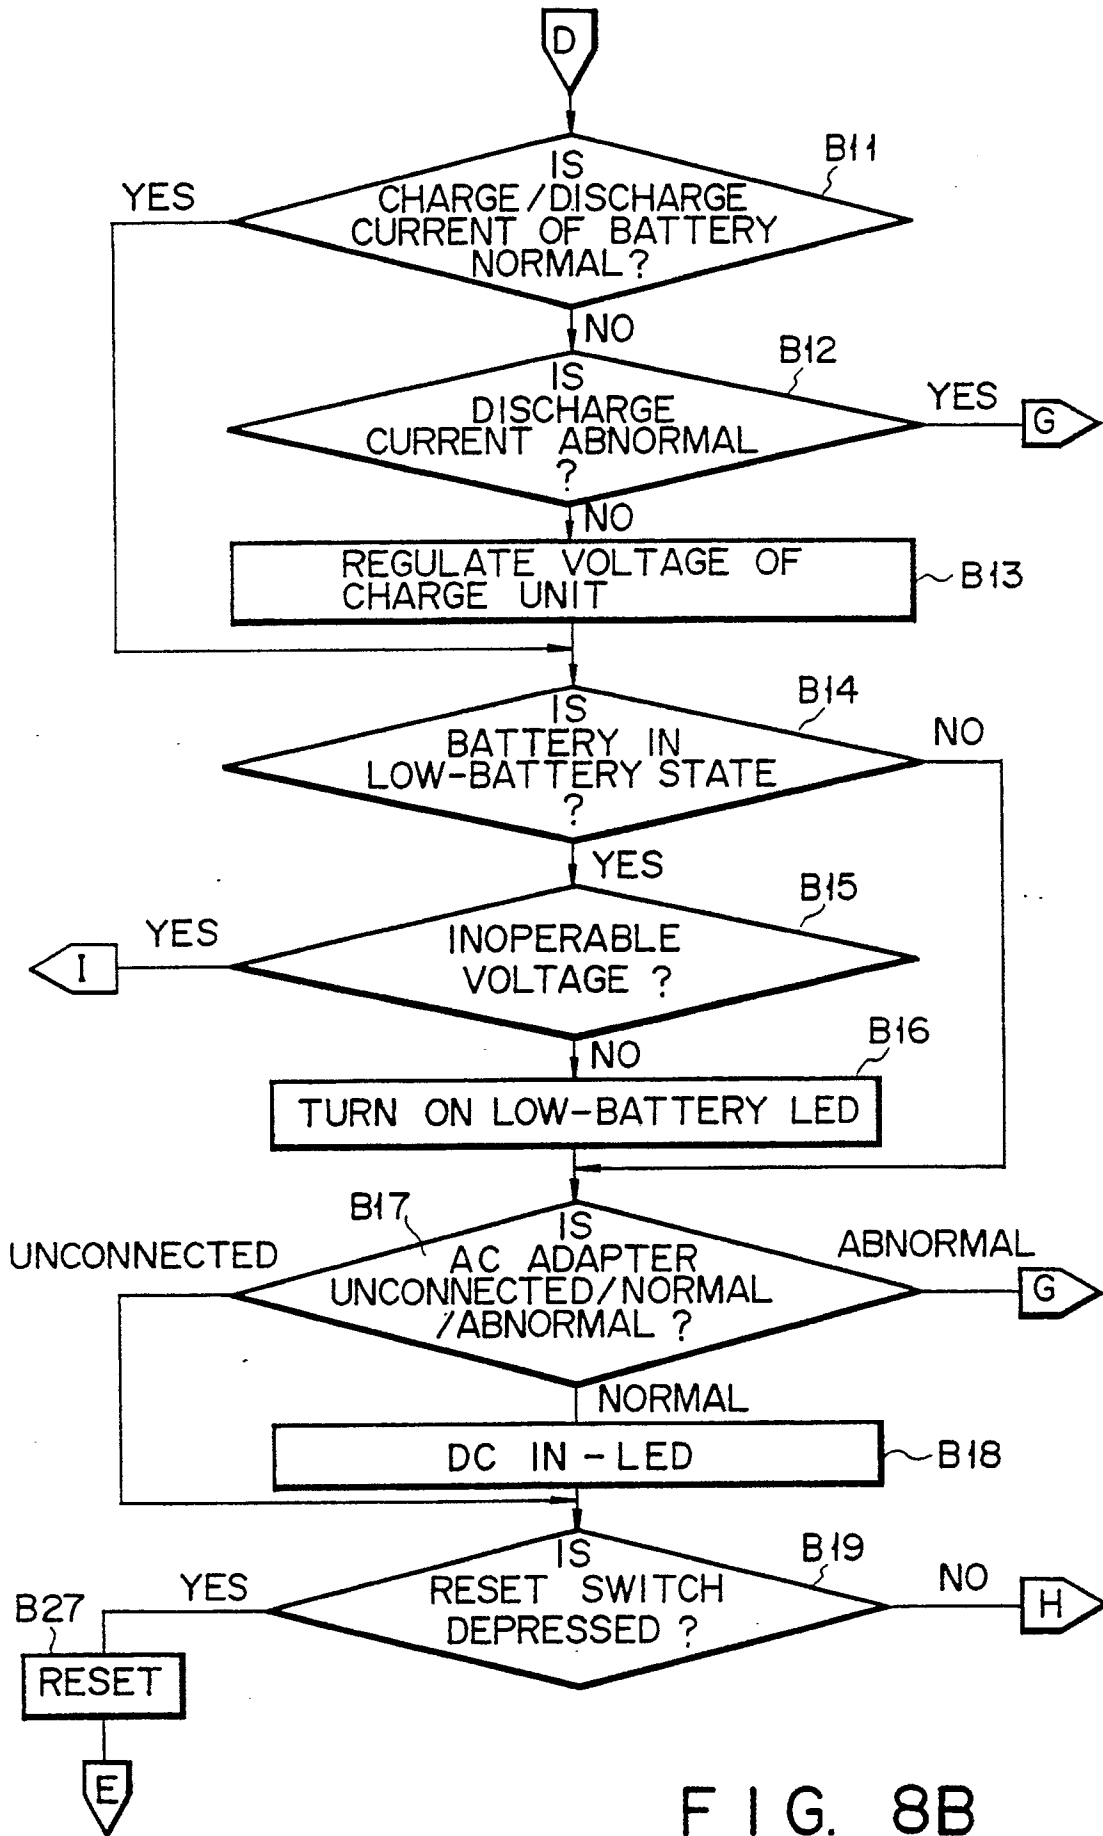 D
B11
IS
YES
CHARGE/DISCHARGE
CURRENT OF BATTERY
NORMAL?
NO
B12
IS
YES
DISCHARGE
G
CURRENT ABNORMAL
?
NO
REGULATE VOLTAGE OF
CHARGE UNIT
B13
B14
IS
NO
BATTERY IN
LOW-BATTERY STATE
?
YES
B15
YES
INOPERABLE
I
VOLTAGE ?
B16
NO
TURN ON LOW-BATTERY LED
B17
IS
UNCONNECTED
AC ADAPTER
ABNORMAL
UNCONNECTED/NORMAL
G
/ABNORMAL ?
NORMAL
DC IN-LED
B18
IS
B19
YES
RESET SWITCH
NO
B27
H
DEPRESSED ?
RESET
E
FIG. 8B